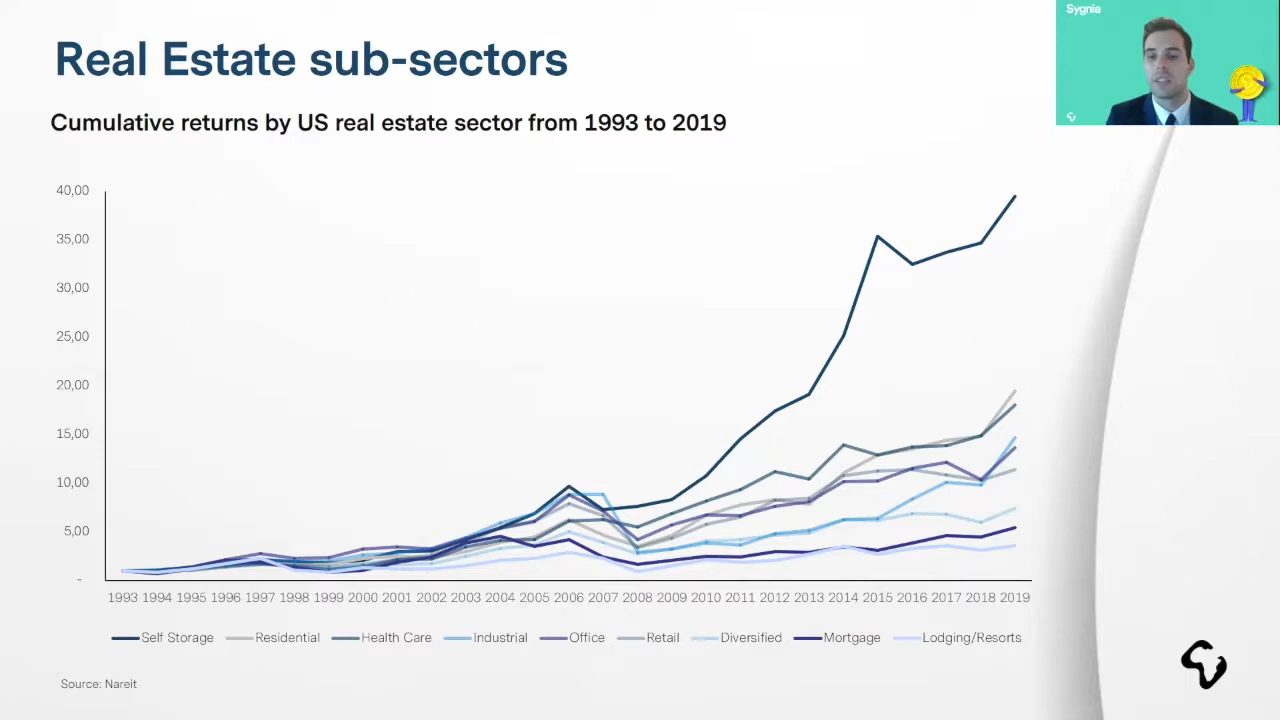 Real Estate sub-sectors
Sygnia
Cumulative returns by US real estate sector from 1993 to 2019
40,00
35,00
30,00
25,00
20,00
15,00
10,00
5,00
-
1993 1994 1995 1996 1997 1998 1999 2000 2001 2002 2003 2004 2005 2006 2007 2008 2009 2010 2011 2012 2013 2014 2015 2016 2017 2018 2019
Self Storage Residential Health Care Industrial Office Retail Diversified Mortgage Lodging/Resorts
Source: Nareit